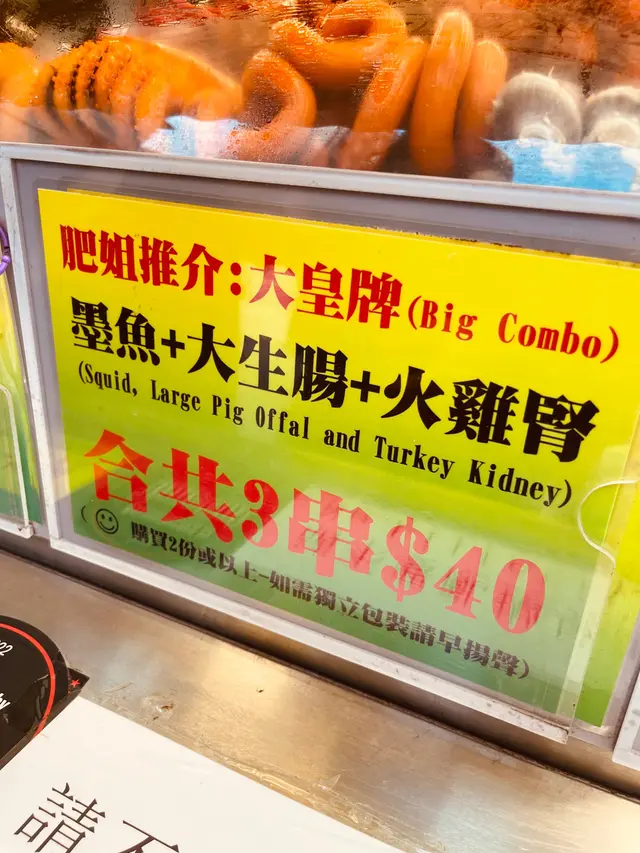 肥姐推介:大皇牌(Big Combo)
墨魚+大生腸+火雞腎
(Squid, Large Pig Offal and Turkey Kidney)
合共3串$40
(☺購買2份或以上-如需獨立包裝請早揚聲)
請不